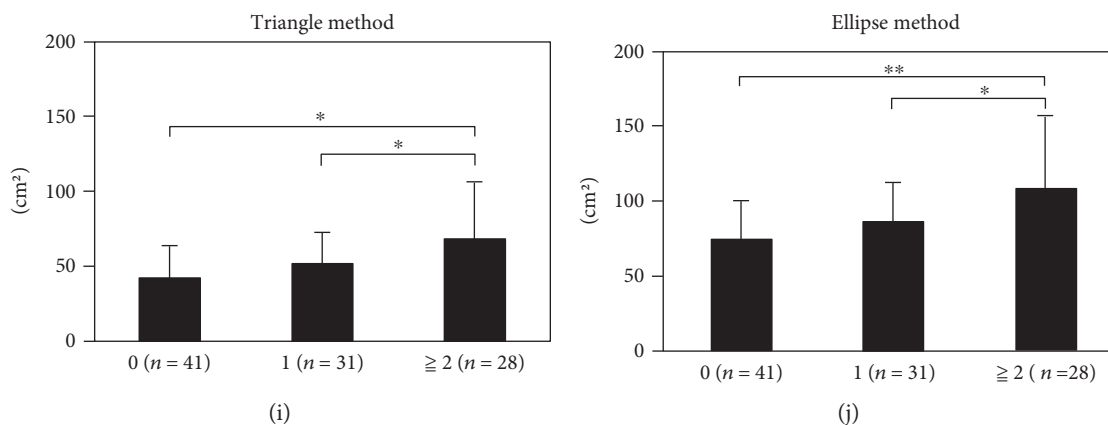 Triangle method
200
150
100
50
0
(cm²)
*
*
0 (n = 41)
1 (n = 31)
≧ 2 (n = 28)
(i)
Ellipse method
200
150
100
50
0
(cm²)
**
*
0 (n = 41)
1 (n = 31)
≧ 2 ( n =28)
(j)